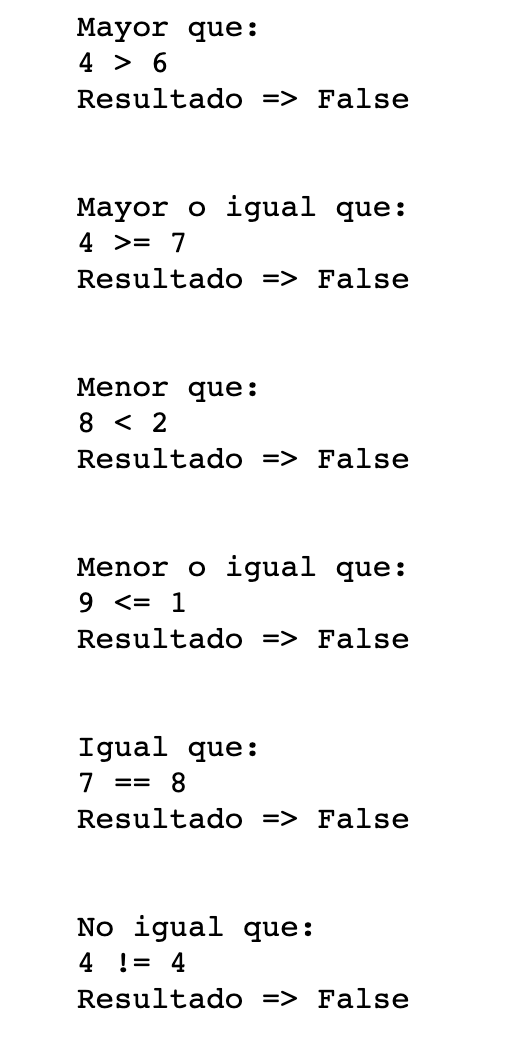 Mayor que:
4 > 6
Resultado => False
Mayor o igual que:
4 >= 7
Resultado => False
Menor que:
8 < 2
Resultado => False
Menor o igual que:
9 <= 1
Resultado => False
Igual que:
7 == 8
Resultado => False
No igual que:
4 != 4
Resultado => False